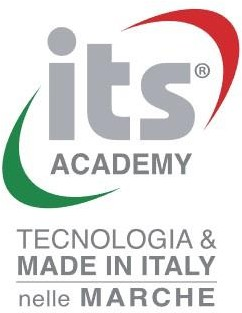 its®
ACADEMY
TECNOLOGIA &
MADE IN ITALY
nelle MARCHE